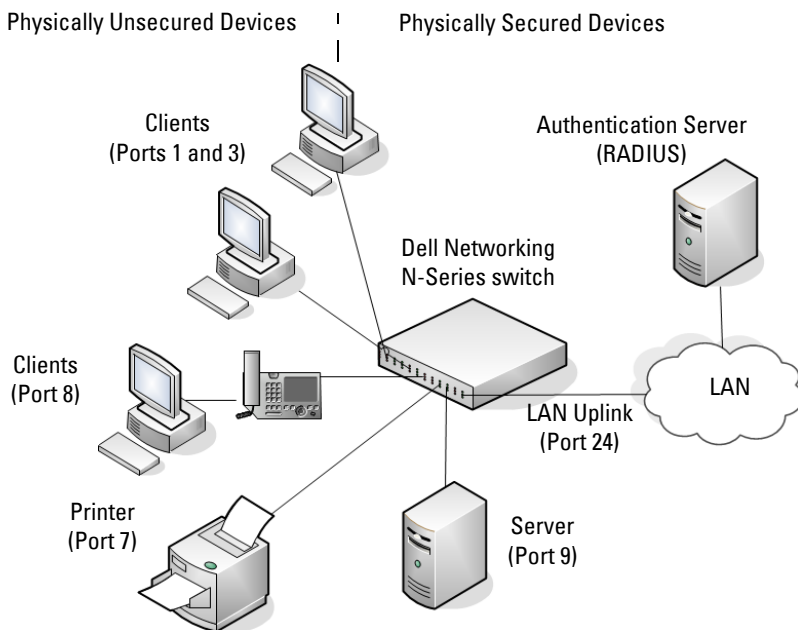 Physically Unsecured Devices
Physically Secured Devices
Clients
(Ports 1 and 3)
Authentication Server
(RADIUS)
Dell Networking
N-Series switch
Clients
(Port 8)
LAN
LAN Uplink
(Port 24)
Printer
(Port 7)
Server
(Port 9)